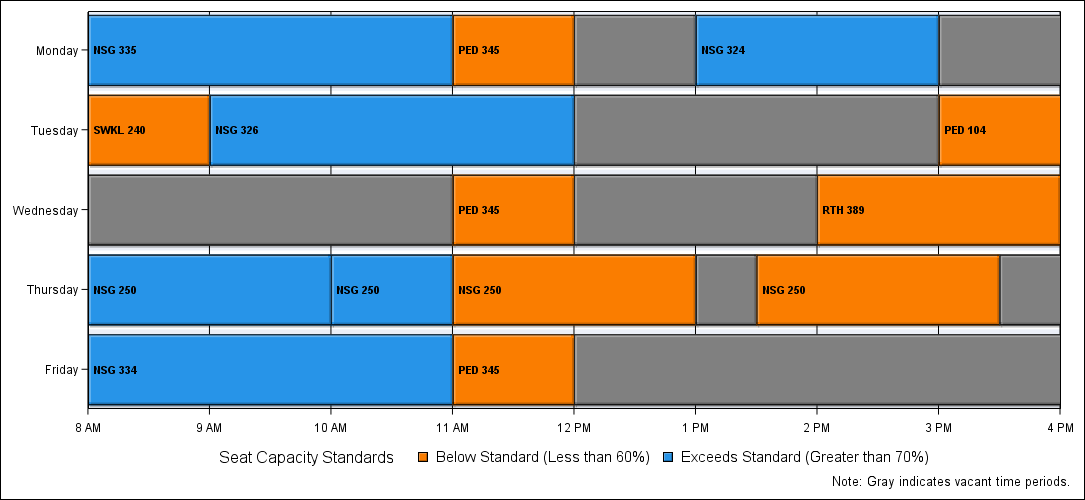 Monday NSG 335 PED 345 NSG 324
Tuesday SWKL 240 NSG 326 PED 104
Wednesday PED 345 RTH 389
Thursday NSG 250 NSG 250 NSG 250 NSG 250
Friday NSG 334 PED 345
8 AM 9 AM 10 AM 11 AM 12 PM 1 PM 2 PM 3 PM 4 PM
Seat Capacity Standards Below Standard (Less than 60%) Exceeds Standard (Greater than 70%)
Note: Gray indicates vacant time periods.